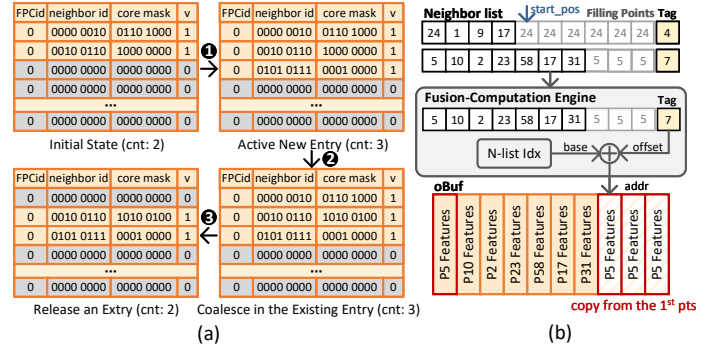 FPCid neighbor id core mask v
0 0000 0010 0110 1000 1
0 0010 0110 1000 0000 1
0 0000 0000 0000 0000 0
0 0000 0000 0000 0000 0
...
0 0000 0000 0000 0000 0
Initial State (cnt: 2)
1
FPCid neighbor id core mask v
0 0000 0010 0110 1000 1
0 0010 0110 1000 0000 1
0 0101 0111 0001 0000 1
0 0000 0000 0000 0000 0
...
0 0000 0000 0000 0000 0
Active New Entry (cnt: 3)
2
FPCid neighbor id core mask v
0 0000 0000 0000 0000 0
0 0010 0110 1010 0100 1
0 0101 0111 0001 0000 1
0 0000 0000 0000 0000 0
...
0 0000 0000 0000 0000 0
Release an Extry (cnt: 2)
3
FPCid neighbor id core mask v
0 0000 0010 0110 1000 1
0 0010 0110 1010 0100 1
0 0101 0111 0001 0000 1
0 0000 0000 0000 0000 0
...
0 0000 0000 0000 0000 0
Coalesce in the Existing Entry (cnt: 3)
(a)
Neighbor list start_pos Filling Points Tag
24 1 9 17 24 24 24 24 24 24 4
5 10 2 23 58 17 31 5 5 5 7
Fusion-Computation Engine Tag
5 10 2 23 58 17 31 5 5 5 7
N-list Idx base offset
oBuf addr
P5 Features
P10 Features
P2 Features
P23 Features
P58 Features
P17 Features
P31 Features
P5 Features
P5 Features
P5 Features
copy from the 1st pts
(b)